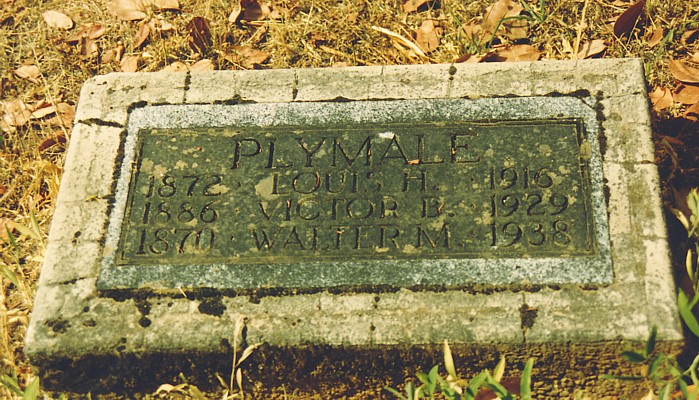 PLYMALE
1872 · LOUIS H. · 1916
1886 · VICTOR B. · 1929
1870 · WALTER M. · 1938